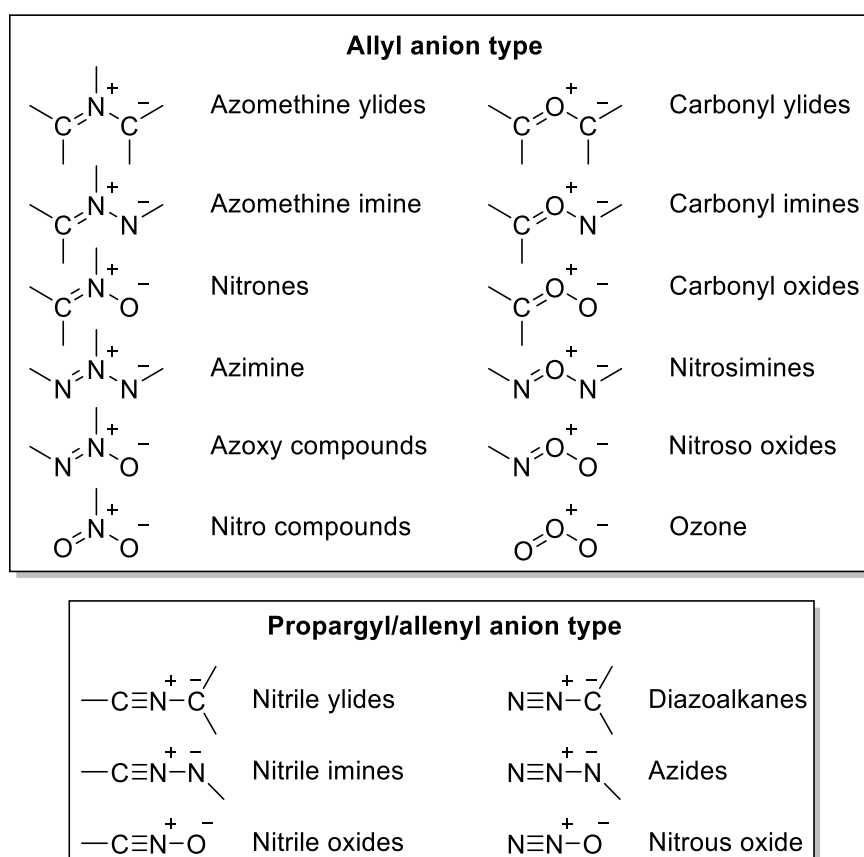 Allyl anion type
Azomethine ylides
Carbonyl ylides
Azomethine imine
Carbonyl imines
Nitrones
Carbonyl oxides
Azimine
Nitrosimines
Azoxy compounds
Nitroso oxides
Nitro compounds
Ozone
Propargyl/allenyl anion type
C≡N–C Nitrile ylides
N≡N–C Diazoalkanes
C≡N–N Nitrile imines
N≡N–N Azides
C≡N–O Nitrile oxides
N≡N–O Nitrous oxide